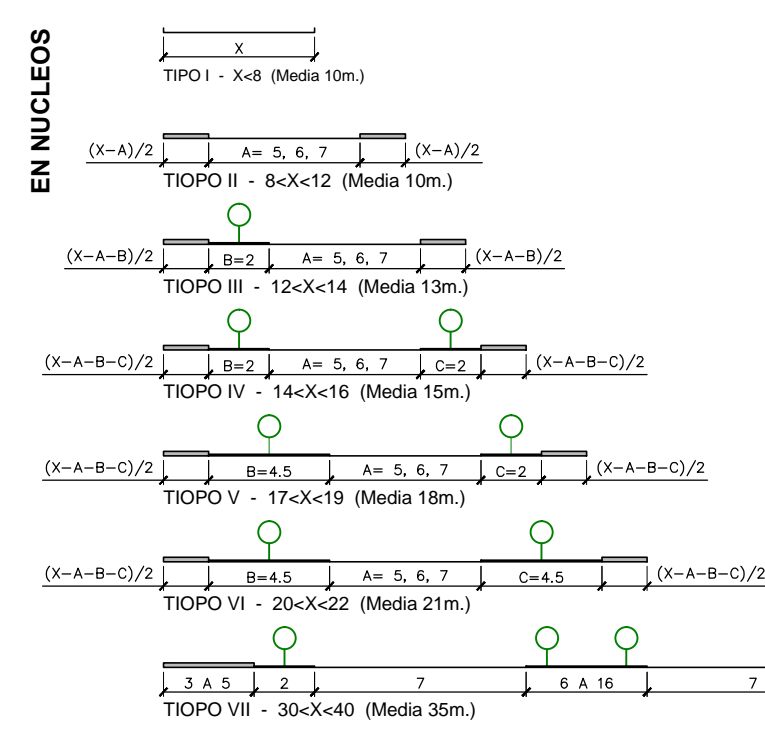 EN NUCLEOS
X
TIPO I - X<8 (Media 10m.)
(X-A)/2 A= 5, 6, 7 (X-A)/2
TIOPO II - 8<X<12 (Media 10m.)
(X-A-B)/2 B=2 A= 5, 6, 7 (X-A-B)/2
TIOPO III - 12<X<14 (Media 13m.)
(X-A-B-C)/2 B=2 A= 5, 6, 7 C=2 (X-A-B-C)/2
TIOPO IV - 14<X<16 (Media 15m.)
(X-A-B-C)/2 B=4.5 A= 5, 6, 7 C=2 (X-A-B-C)/2
TIOPO V - 17<X<19 (Media 18m.)
(X-A-B-C)/2 B=4.5 A= 5, 6, 7 C=4.5 (X-A-B-C)/2
TIOPO VI - 20<X<22 (Media 21m.)
3 A 5 2 7 6 A 16 7
TIOPO VII - 30<X<40 (Media 35m.)